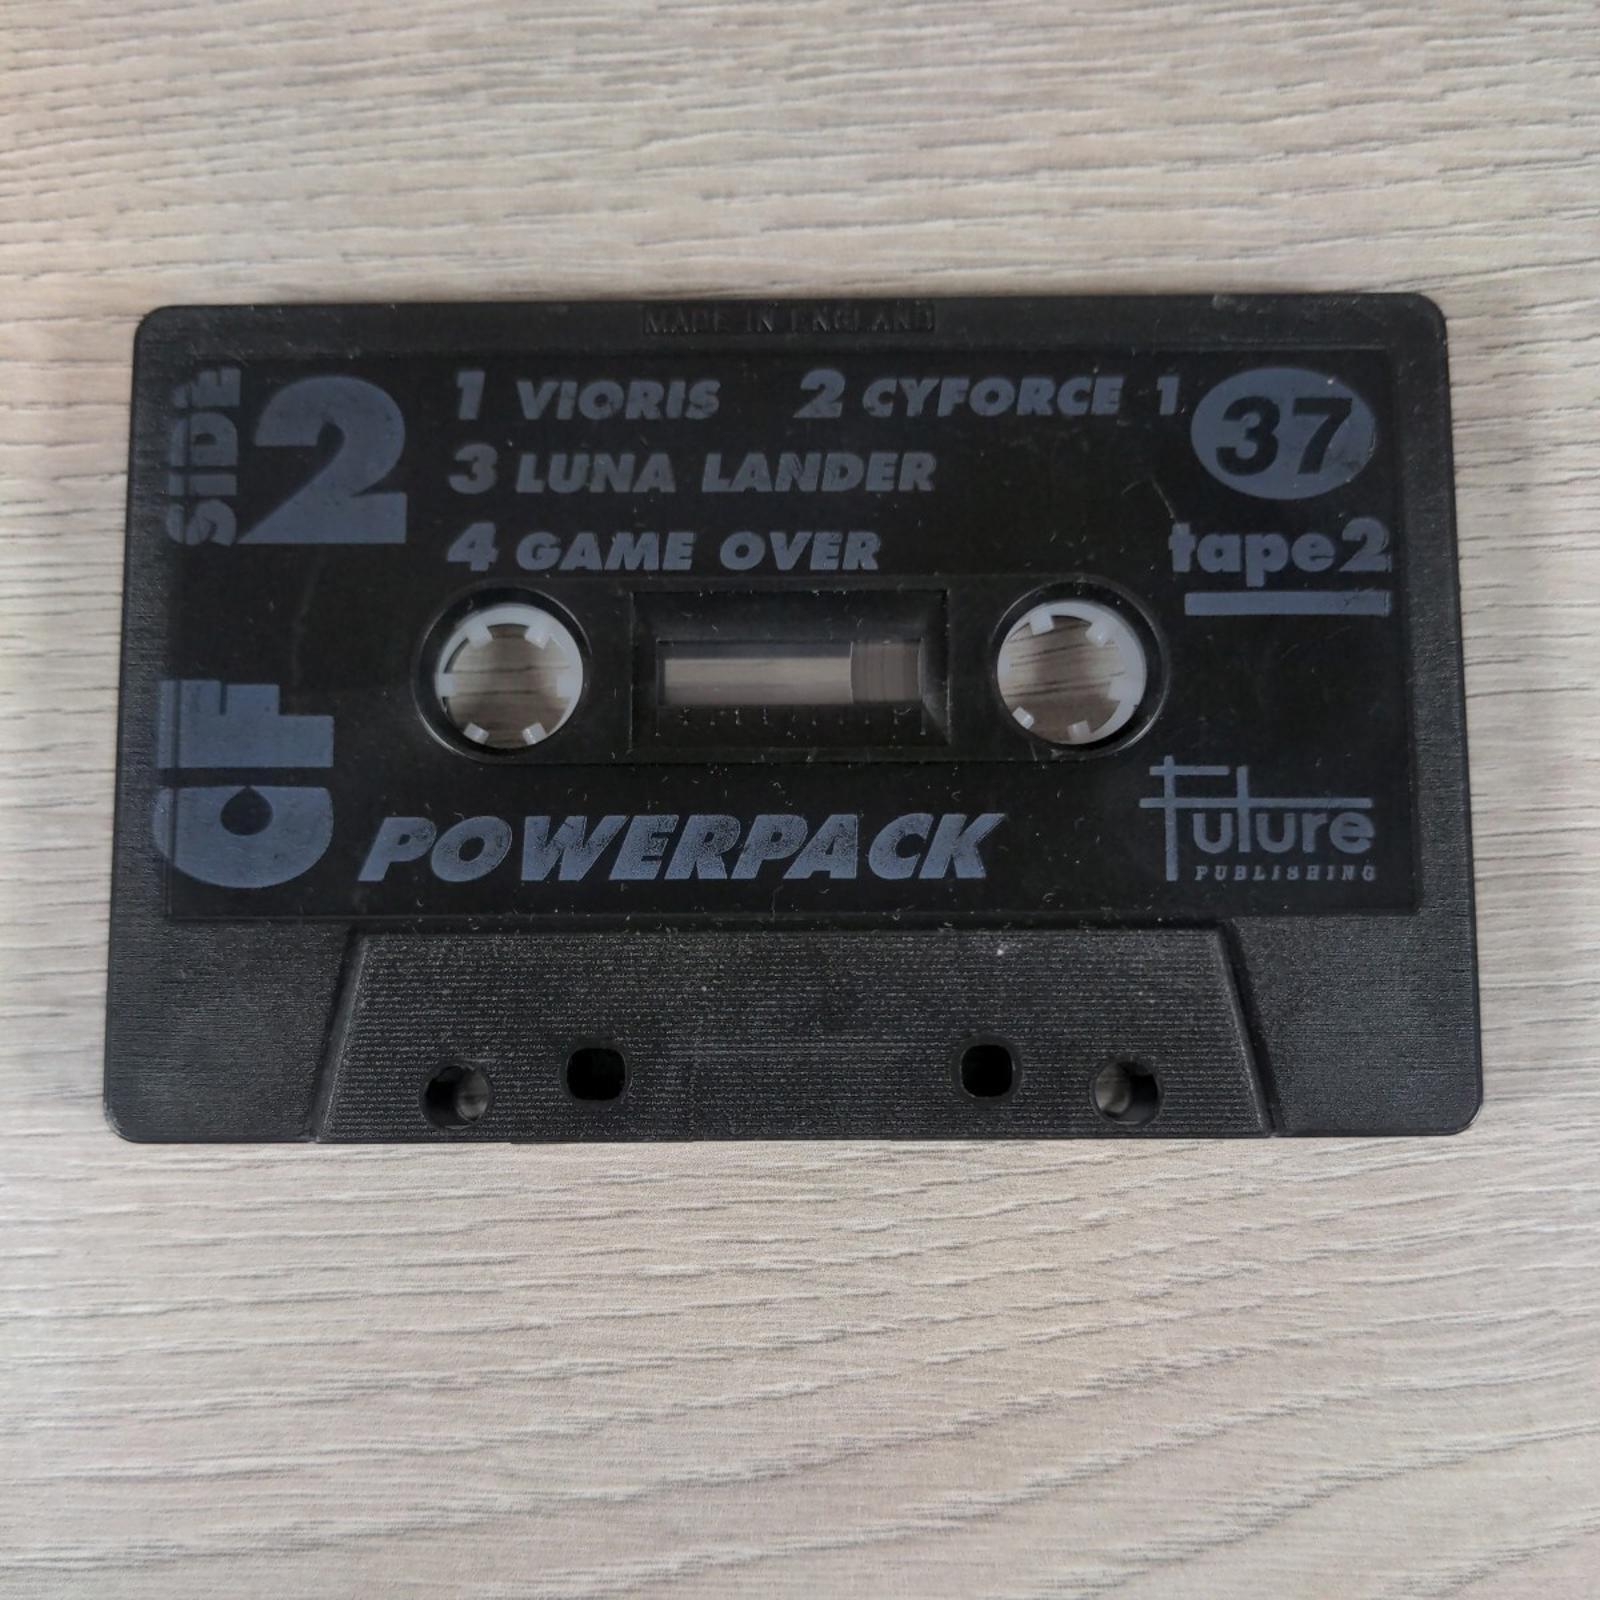 MADE IN ENGLAND
SiDE 2
1 VIORIS 2 CYFORCE 1
3 LUNA LANDER
4 GAME OVER
37
tape2
CF
POWERPACK
Future
PUBLISHING